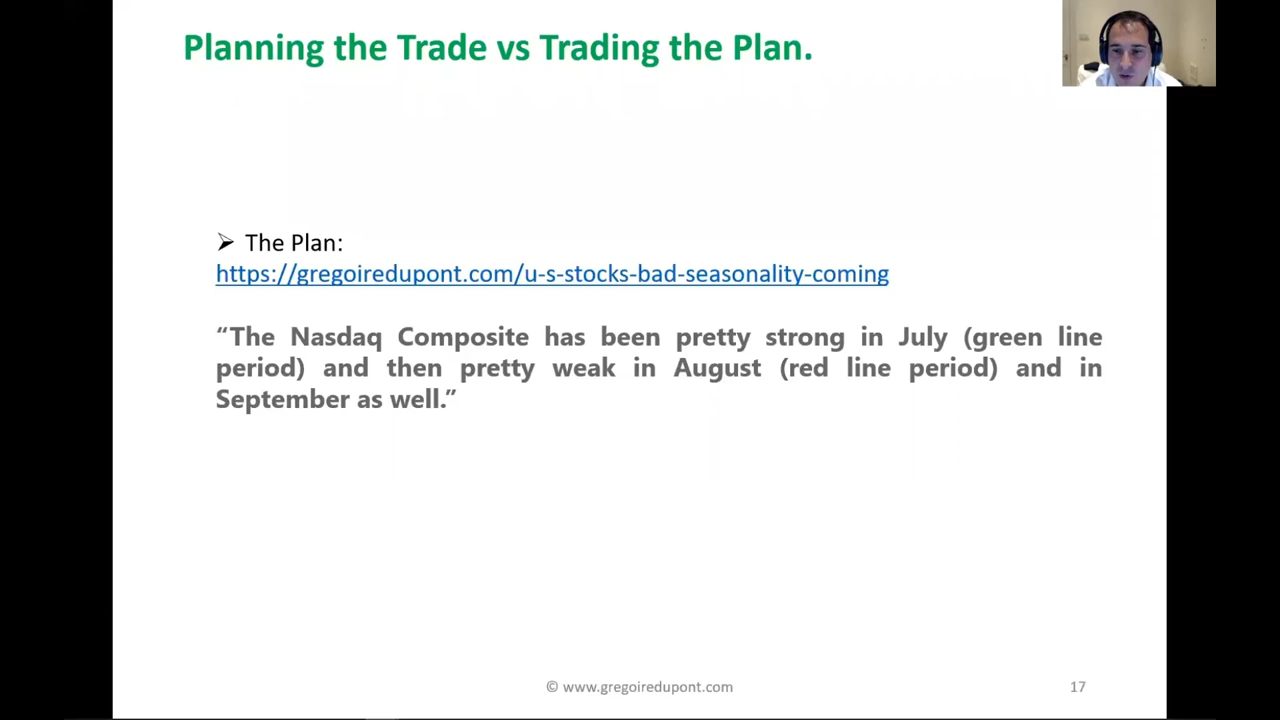 Planning the Trade vs Trading the Plan.
➢ The Plan:
https://gregoiredupont.com/u-s-stocks-bad-seasonality-coming
“The Nasdaq Composite has been pretty strong in July (green line
period) and then pretty weak in August (red line period) and in
September as well.”
© www.gregoiredupont.com
17